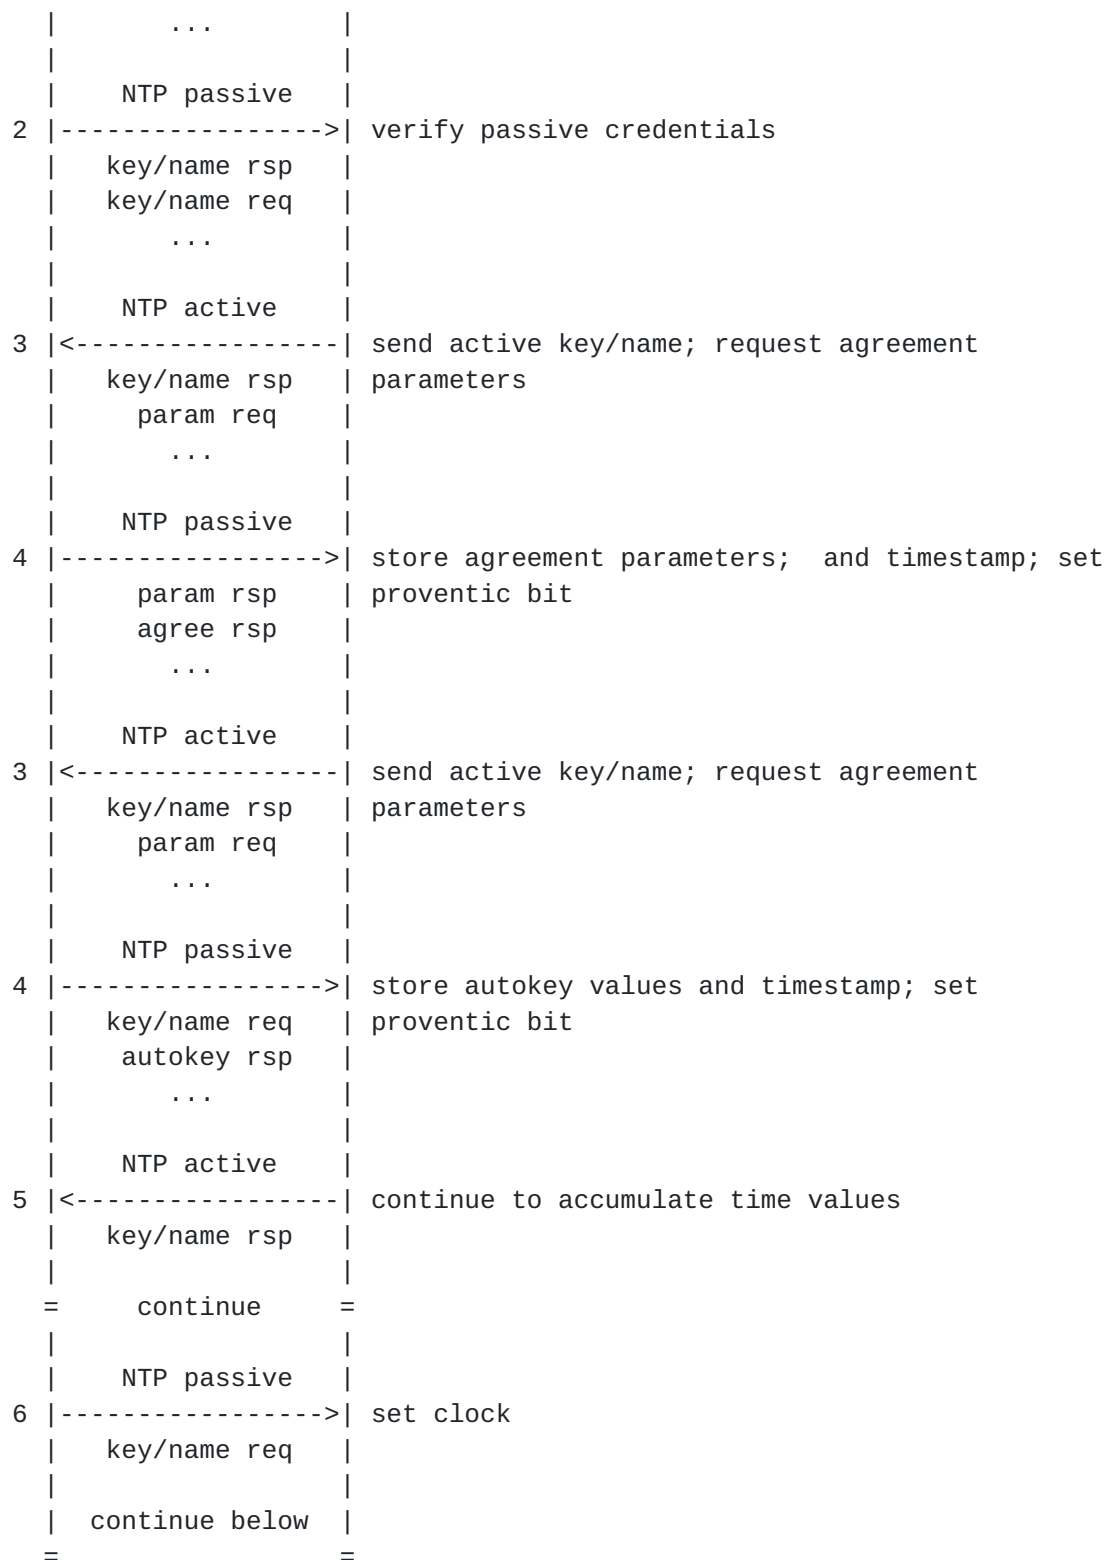 |       ...          |
  |                    |
  |    NTP passive     |
2 |----------------->| verify passive credentials
  |   key/name rsp   |
  |   key/name req   |
  |       ...        |
  |                  |
  |    NTP active    |
3 |<-----------------| send active key/name; request agreement
  |   key/name rsp   | parameters
  |     param req    |
  |       ...        |
  |                  |
  |    NTP passive   |
4 |----------------->| store agreement parameters;  and timestamp; set
  |     param rsp    | proventic bit
  |     agree rsp    |
  |       ...        |
  |                  |
  |    NTP active    |
3 |<-----------------| send active key/name; request agreement
  |   key/name rsp   | parameters
  |     param req    |
  |       ...        |
  |                  |
  |    NTP passive   |
4 |----------------->| store autokey values and timestamp; set
  |   key/name req   | proventic bit
  |    autokey rsp   |
  |       ...        |
  |                  |
  |    NTP active    |
5 |<-----------------| continue to accumulate time values
  |   key/name rsp   |
  |                  |
  =     continue     =
  |                  |
  |    NTP passive   |
6 |----------------->| set clock
  |   key/name req   |
  |                  |
  |  continue below  |
  =                  =